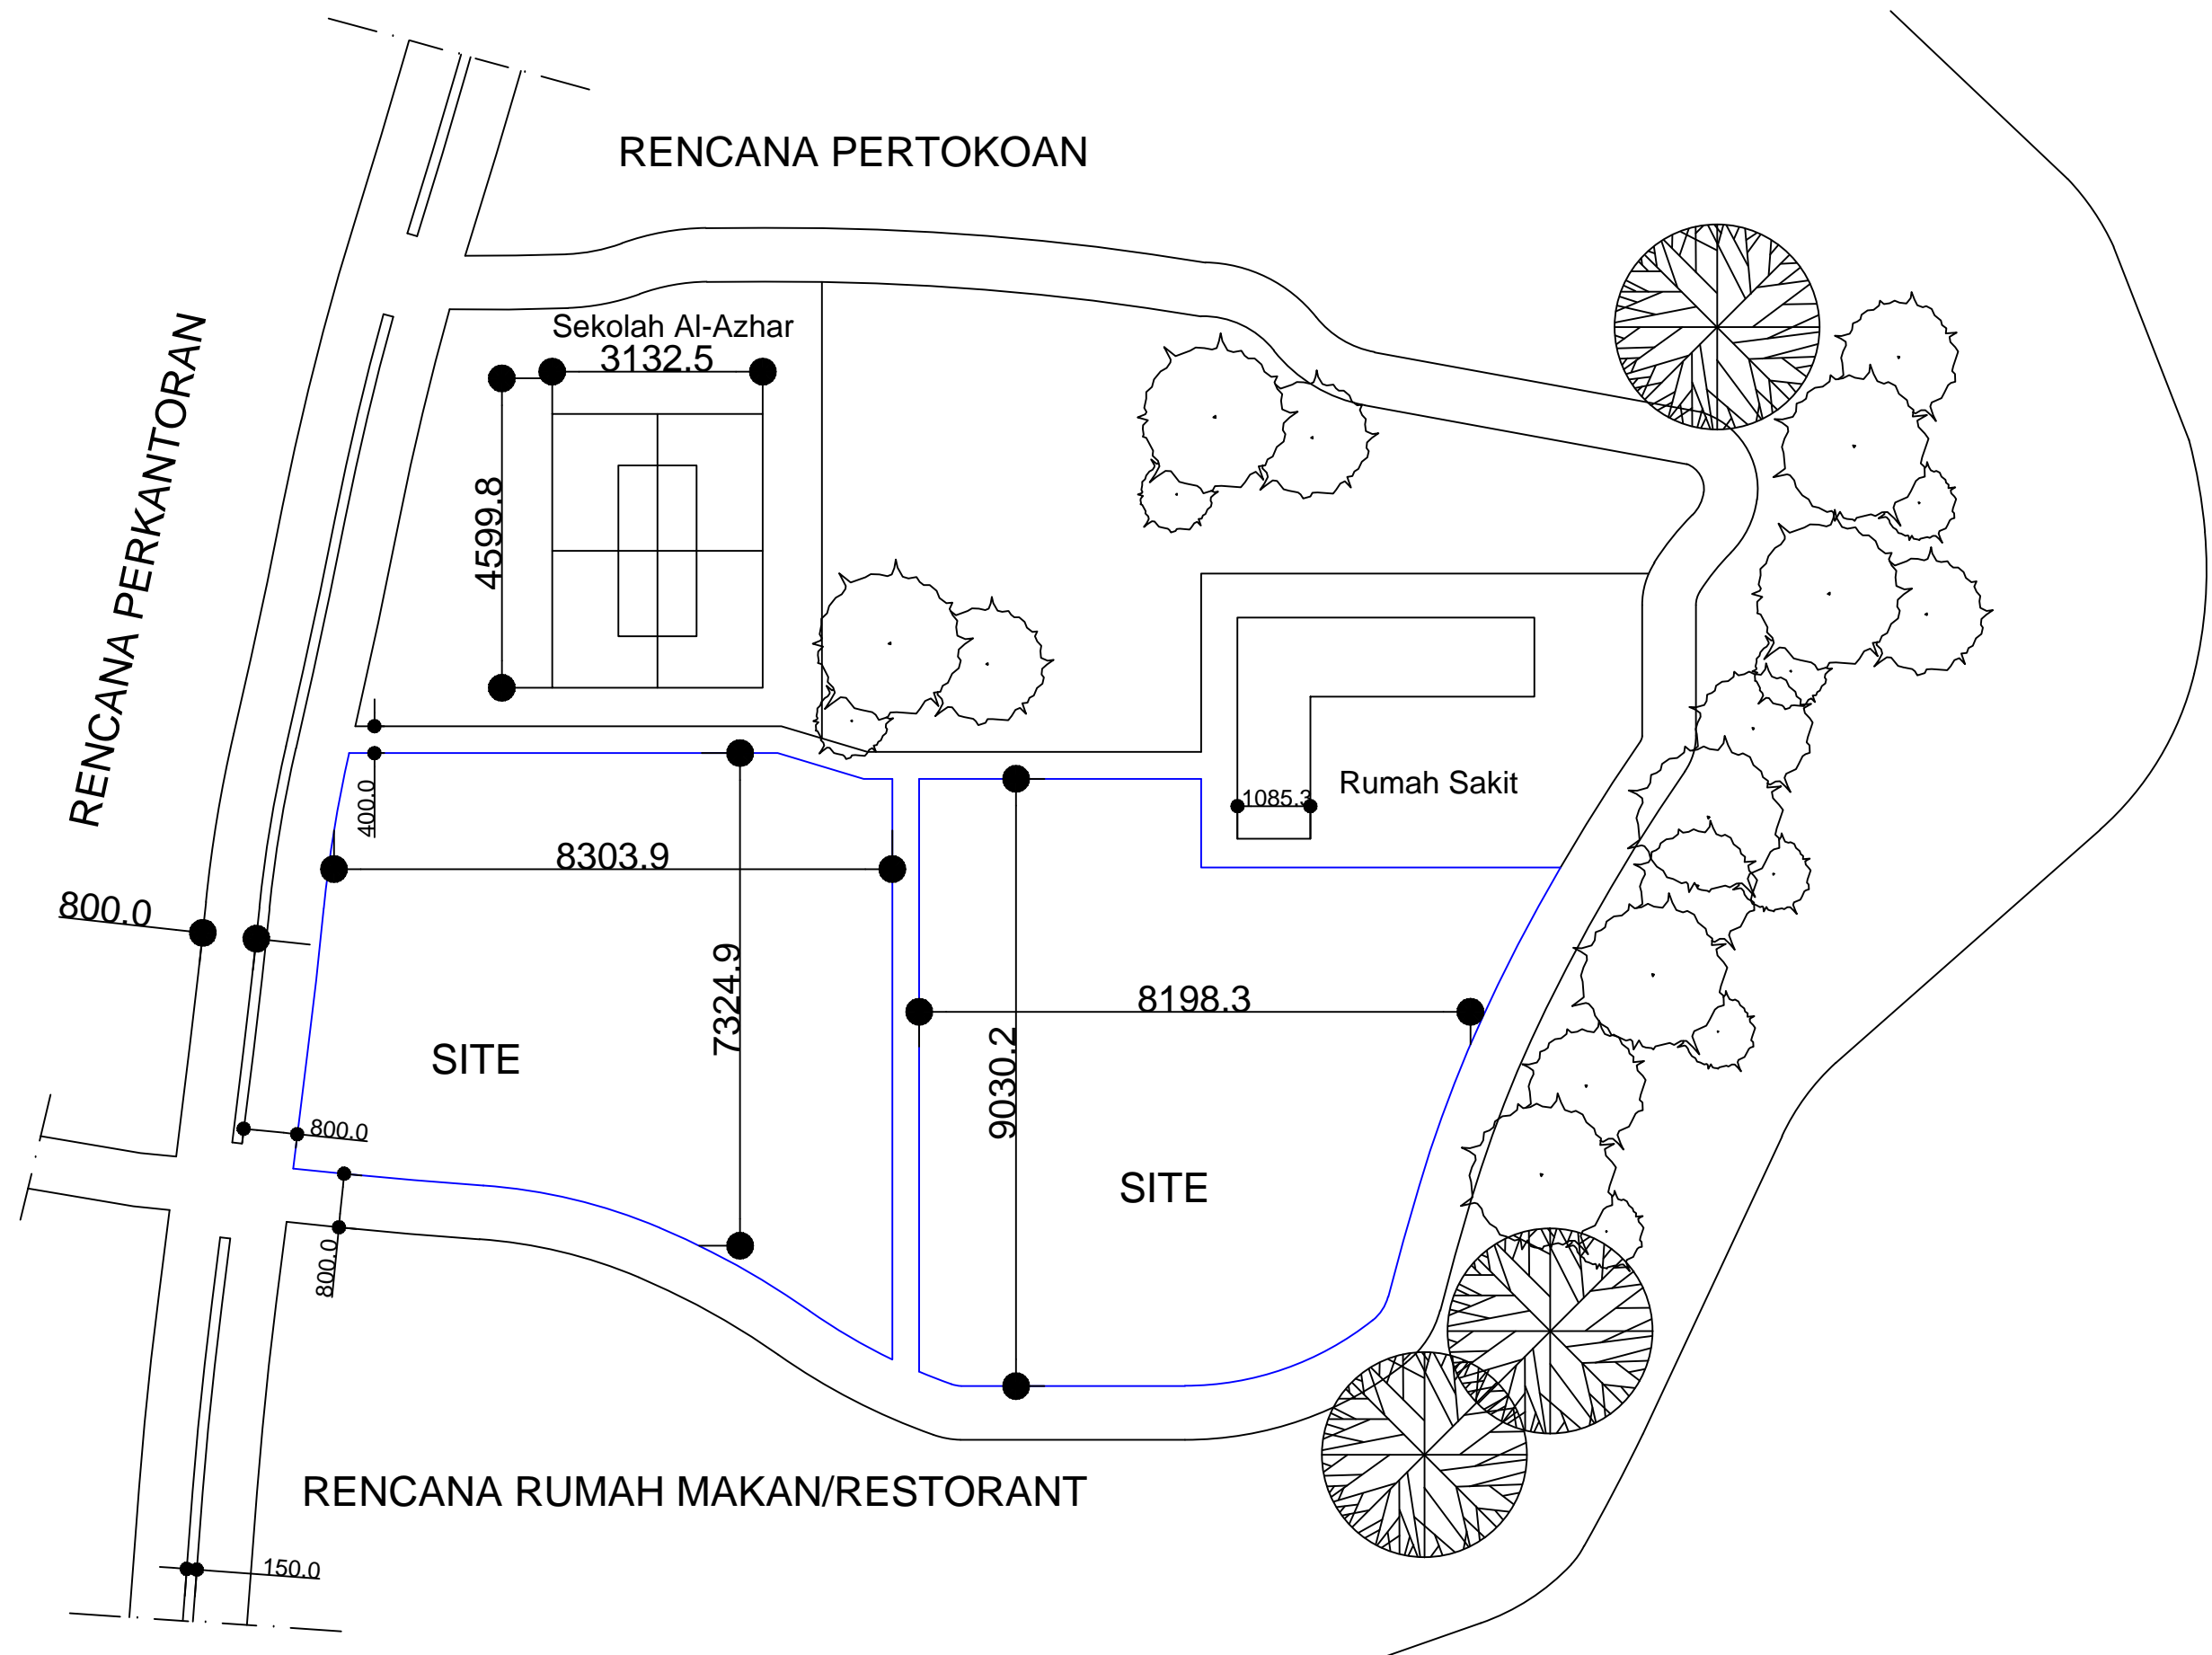 RENCANA PERTOKOAN
RENCANA PERKANTORAN
Sekolah Al-Azhar
3132.5
4599.8
400.0
1085.3
Rumah Sakit
8303.9
800.0
7324.9
8198.3
9030.2
SITE
800.0
SITE
800.0
RENCANA RUMAH MAKAN/RESTORANT
150.0